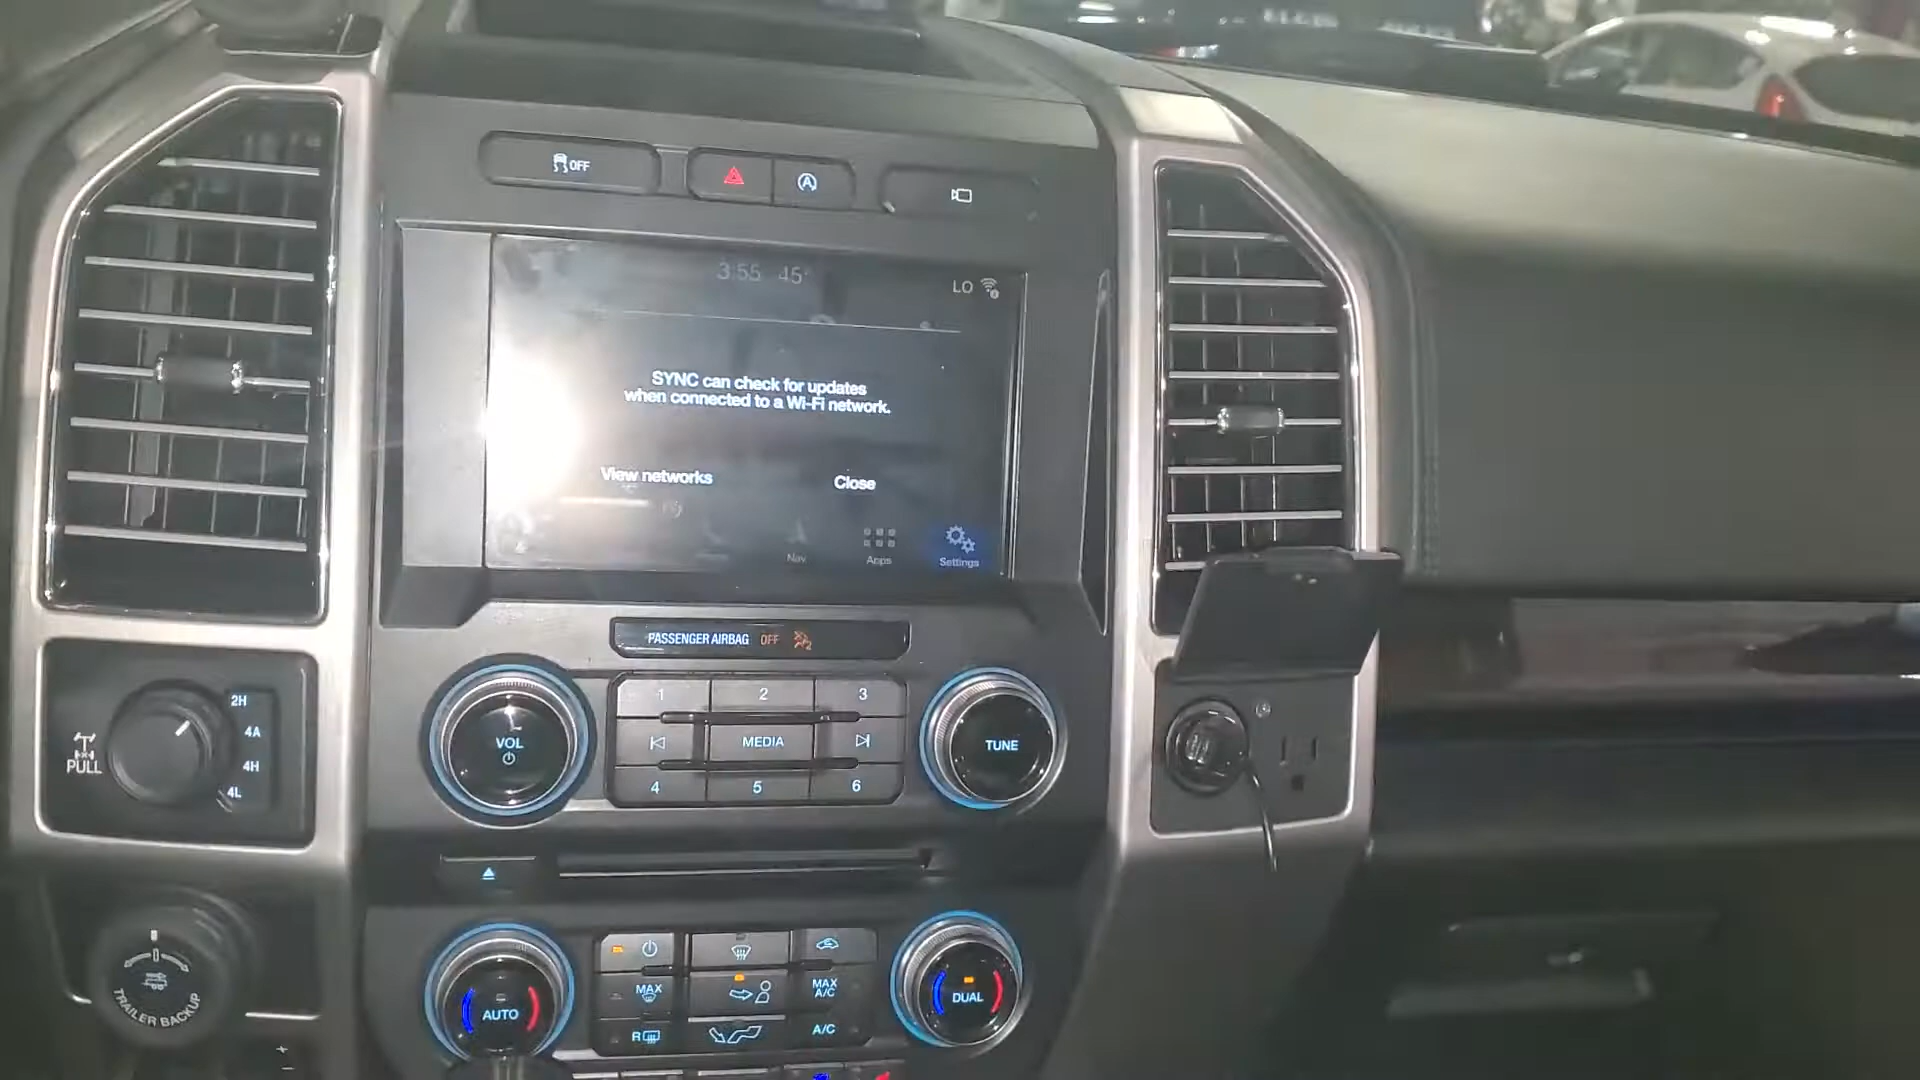 OFF
3:55 45°
LO
SYNC can check for updates
when connected to a Wi-Fi network.
View networks
Close
Nav
Apps
Settings
PASSENGER AIRBAG OFF
2H
4A
4H
4L
PULL
VOL
1
2
3
MEDIA
4
5
6
TUNE
TRAILER BACKUP
AUTO
MAX
R
MAX
A/C
A/C
DUAL